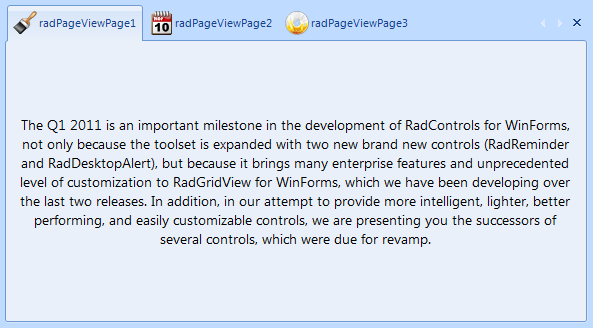 radPageViewPage1 radPageViewPage2 radPageViewPage3
The Q1 2011 is an important milestone in the development of RadControls for WinForms,
not only because the toolset is expanded with two new brand new controls (RadReminder
and RadDesktopAlert), but because it brings many enterprise features and unprecedented
level of customization to RadGridView for WinForms, which we have been developing over
the last two releases. In addition, in our attempt to provide more intelligent, lighter, better
performing, and easily customizable controls, we are presenting you the successors of
several controls, which were due for revamp.